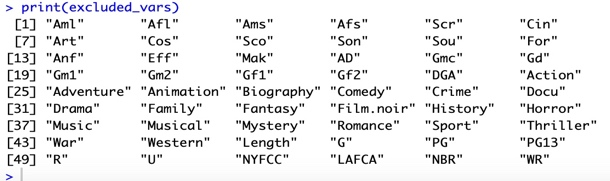 > print(excluded_vars)
[1] "Aml" "Afl" "Ams" "Afs" "Scr" "Cin"
[7] "Art" "Cos" "Sco" "Son" "Sou" "For"
[13] "Anf" "Eff" "Mak" "AD" "Gmc" "Gd"
[19] "Gm1" "Gm2" "Gf1" "Gf2" "DGA" "Action"
[25] "Adventure" "Animation" "Biography" "Comedy" "Crime" "Docu"
[31] "Drama" "Family" "Fantasy" "Film.noir" "History" "Horror"
[37] "Music" "Musical" "Mystery" "Romance" "Sport" "Thriller"
[43] "War" "Western" "Length" "G" "PG" "PG13"
[49] "R" "U" "NYFCC" "LAFCA" "NBR" "WR"
>